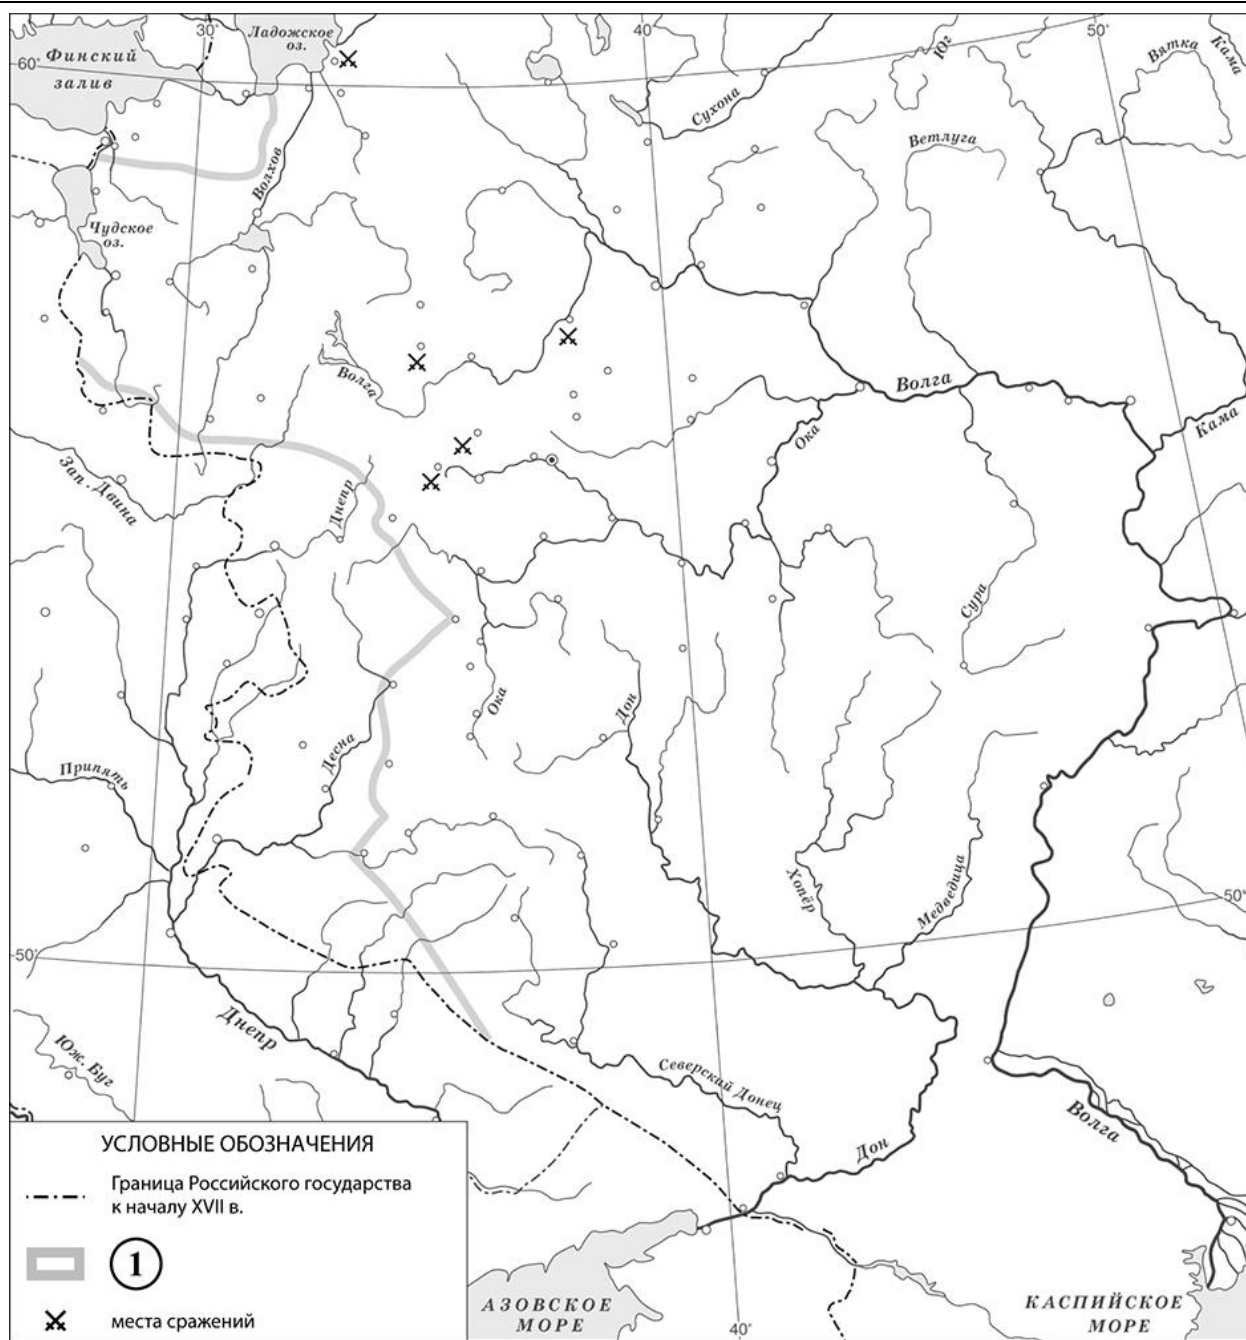 30°
Ладожское
оз.
40
50°
60°
Финский
залив
Юг
Вятка
Кама
Сухона
Ветлуга
Волхов
Чудское
оз.
Волга
Волга
Ока
Кама
Зап. Двина
Днепр
Сура
Ока
Дон
Десна
Припять
Хопёр
Медведица
50°
50°
Днепр
Юж. Буг
Северский Донец
Волга
Дон
УСЛОВНЫЕ ОБОЗНАЧЕНИЯ
Граница Российского государства
к началу XVII в.
1
места сражений
АЗОВСКОЕ
МОРЕ
40°
КАСПИЙСКОЕ
МОРЕ